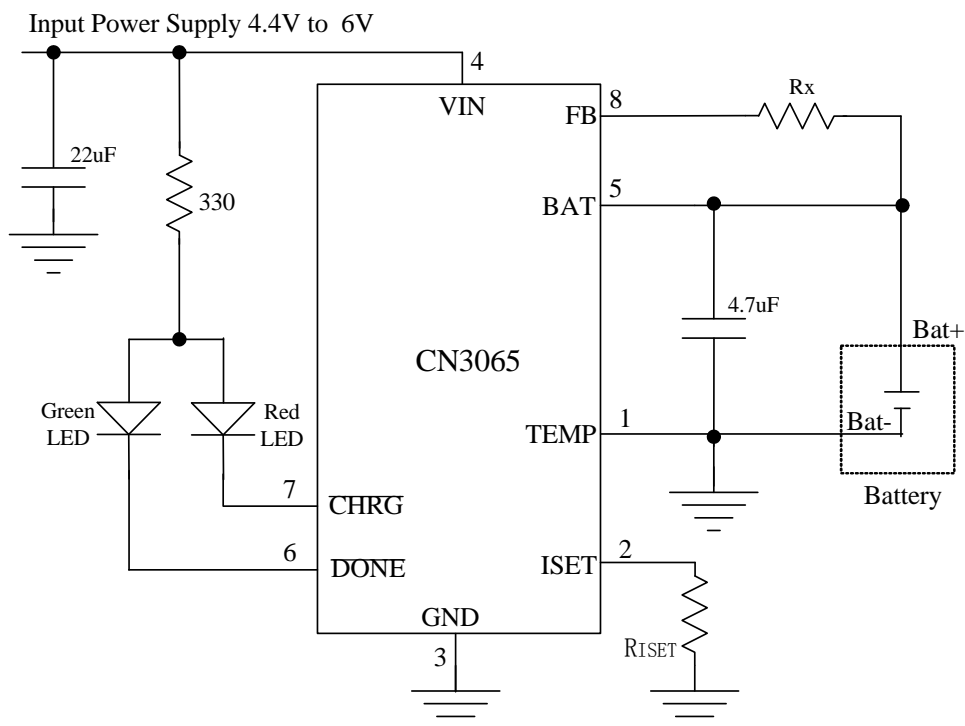 Input Power Supply 4.4V to 6V
4
VIN
22uF
330
Green
LED
Red
LED
7
CHRG
6
DONE
GND
3
CN3065
FB
8
Rx
BAT
5
4.7uF
TEMP
1
ISET
2
RISET
Bat+
Bat-
Battery